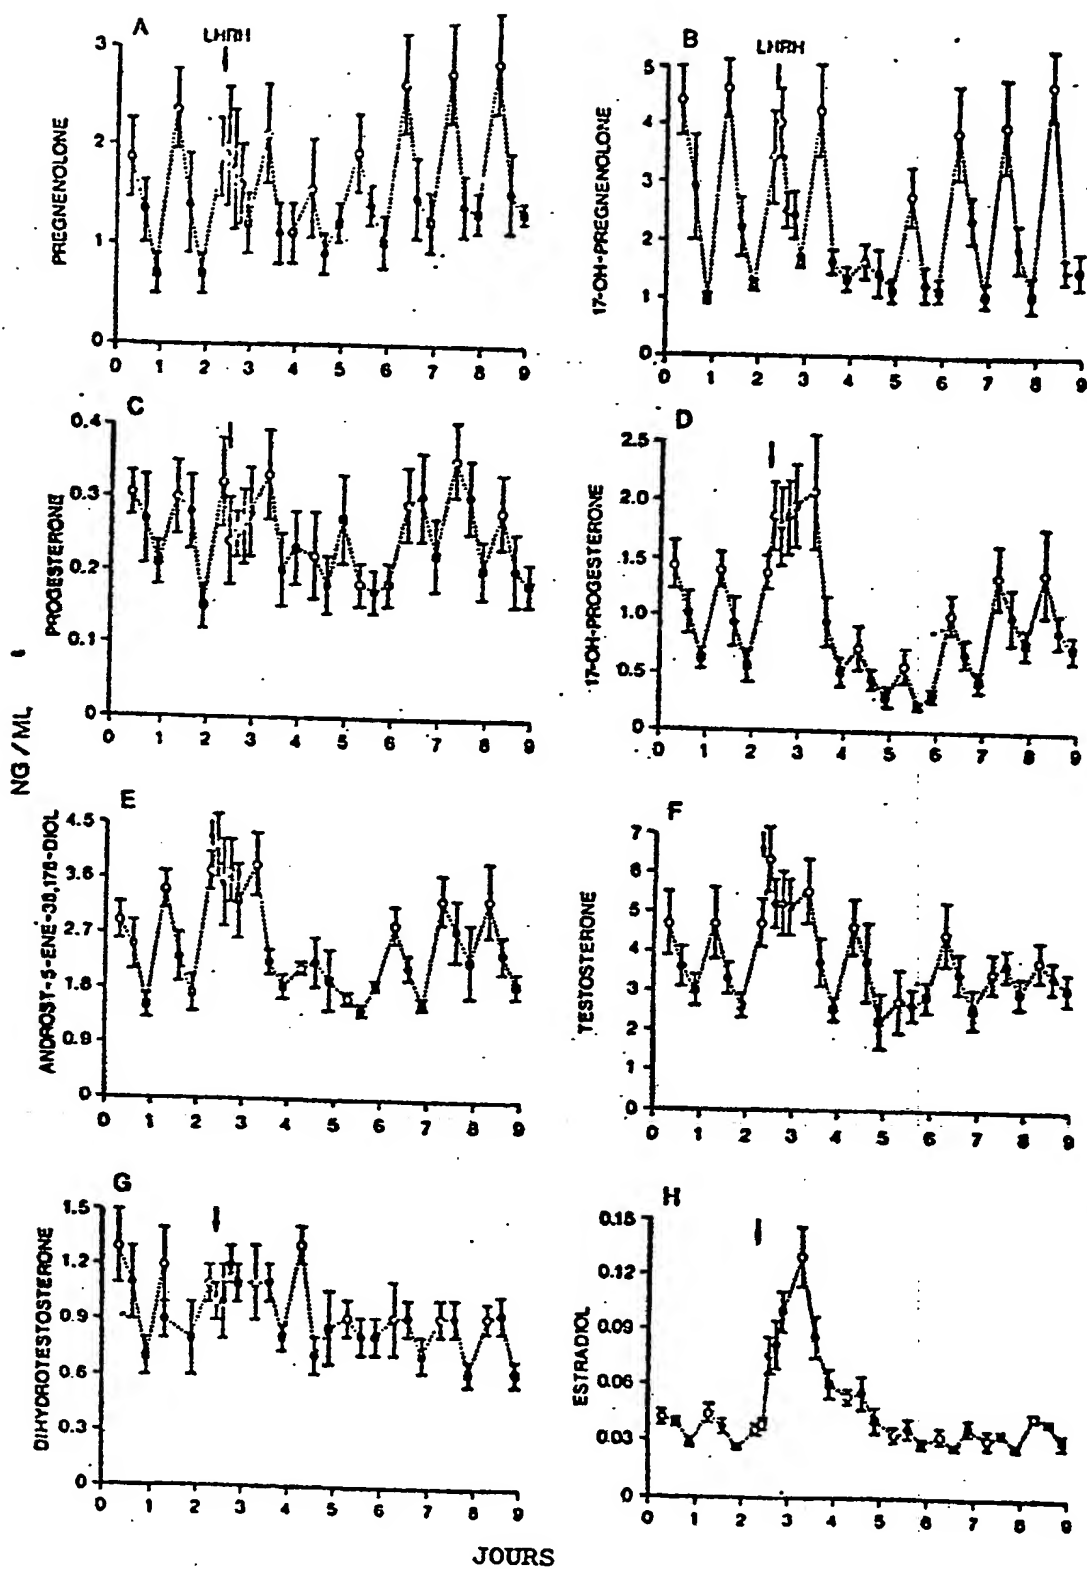 A
LHRH
3
2
1
0
PREGNENOLONE
0 1 2 3 4 5 6 7 8 9
B
LHRH
5
4
3
2
1
0
17-OH-PREGNENOLONE
0 1 2 3 4 5 6 7 8 9
C
0.4
0.3
0.2
0.1
0
PROGESTERONE
0 1 2 3 4 5 6 7 8 9
D
2.5
2.0
1.5
1.0
0.5
0
17-OH-PROGESTERONE
0 1 2 3 4 5 6 7 8 9
NG/ML
E
4.5
3.6
2.7
1.8
0.9
0
ANDROST-5-ENE-3β,17β-DIOL
0 1 2 3 4 5 6 7 8 9
F
7
6
5
4
3
2
1
0
TESTOSTERONE
0 1 2 3 4 5 6 7 8 9
G
1.5
1.2
0.9
0.6
0.3
0
DIHYDROTESTOSTERONE
0 1 2 3 4 5 6 7 8 9
H
0.15
0.12
0.09
0.06
0.03
0
ESTRADIOL
0 1 2 3 4 5 6 7 8 9
JOURS